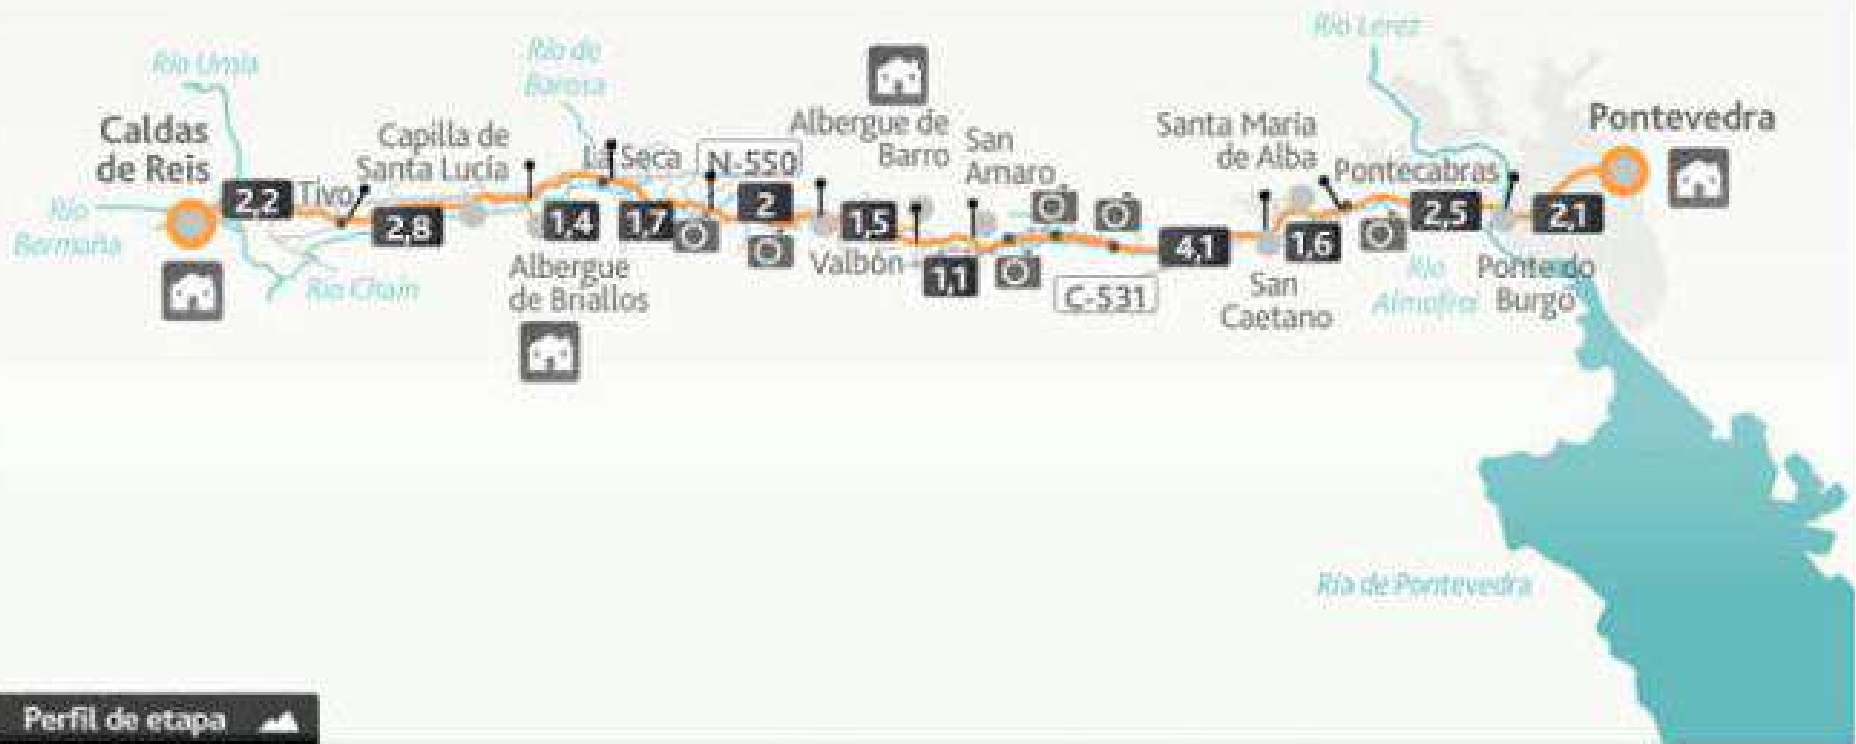 Río Lerez
Río de
Barosa
Río Umia
Caldas
de Reis
Capilla de
Santa Lucía
La Seca
N-550
Albergue de
Barro
San
Amaro
Santa Maria
de Alba
Pontecabras
Pontevedra
Río
Bermaña
2,2
Tivo
2,8
1,4
1,7
2
1,5
1,1
4,1
1,6
2,5
2,1
Río Chain
Albergue
de Briallos
Valbón
C-531
San
Caetano
Río
Almofrei
Ponte do
Burgo
Ría de Pontevedra
Perfil de etapa